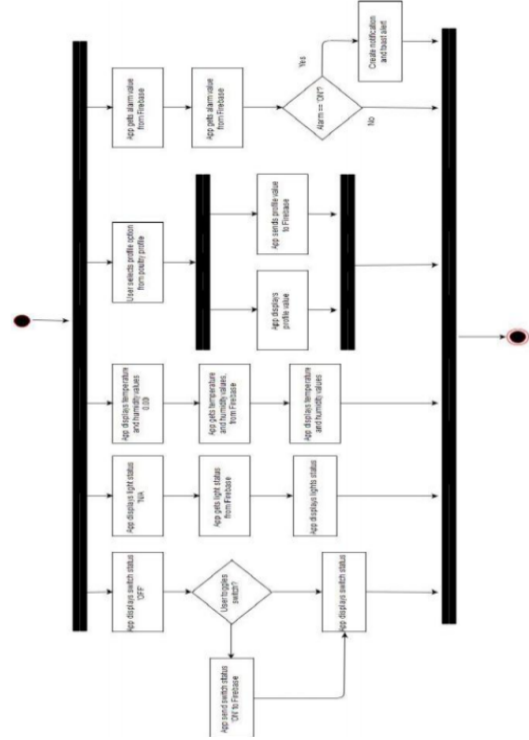 App displays switch status
'OFF'
User toggles
switch?
App send switch status
'ON' to Firebase
App displays switch status
App displays light status
'N/A'
App gets light status
from Firebase
App displays lights status
App displays temperature
and humidity values
0.00
App gets temperature
and humidity values,
from Firebase
App displays temperature
and humidity values
User selects profile option
from poultry profile
App displays
profile value
App sends profile value
to Firebase
App gets alarm value
from Firebase
App gets alarm value
from Firebase
Alarm == 'ON'?
Yes
No
Create notification
and toast alert